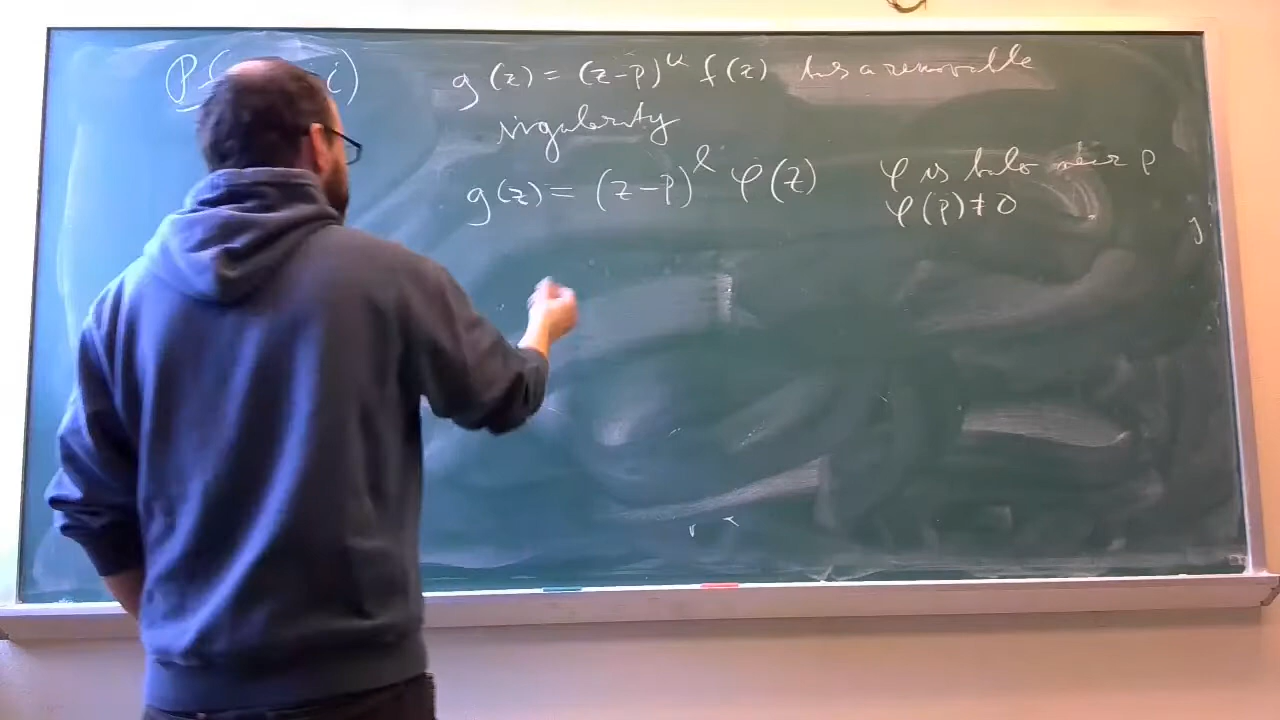 g(z) = (z-p)^k f(z) has a removable
singularity
g(z) = (z-p)^l φ(z) φ is holo near p
φ(p) ≠ 0